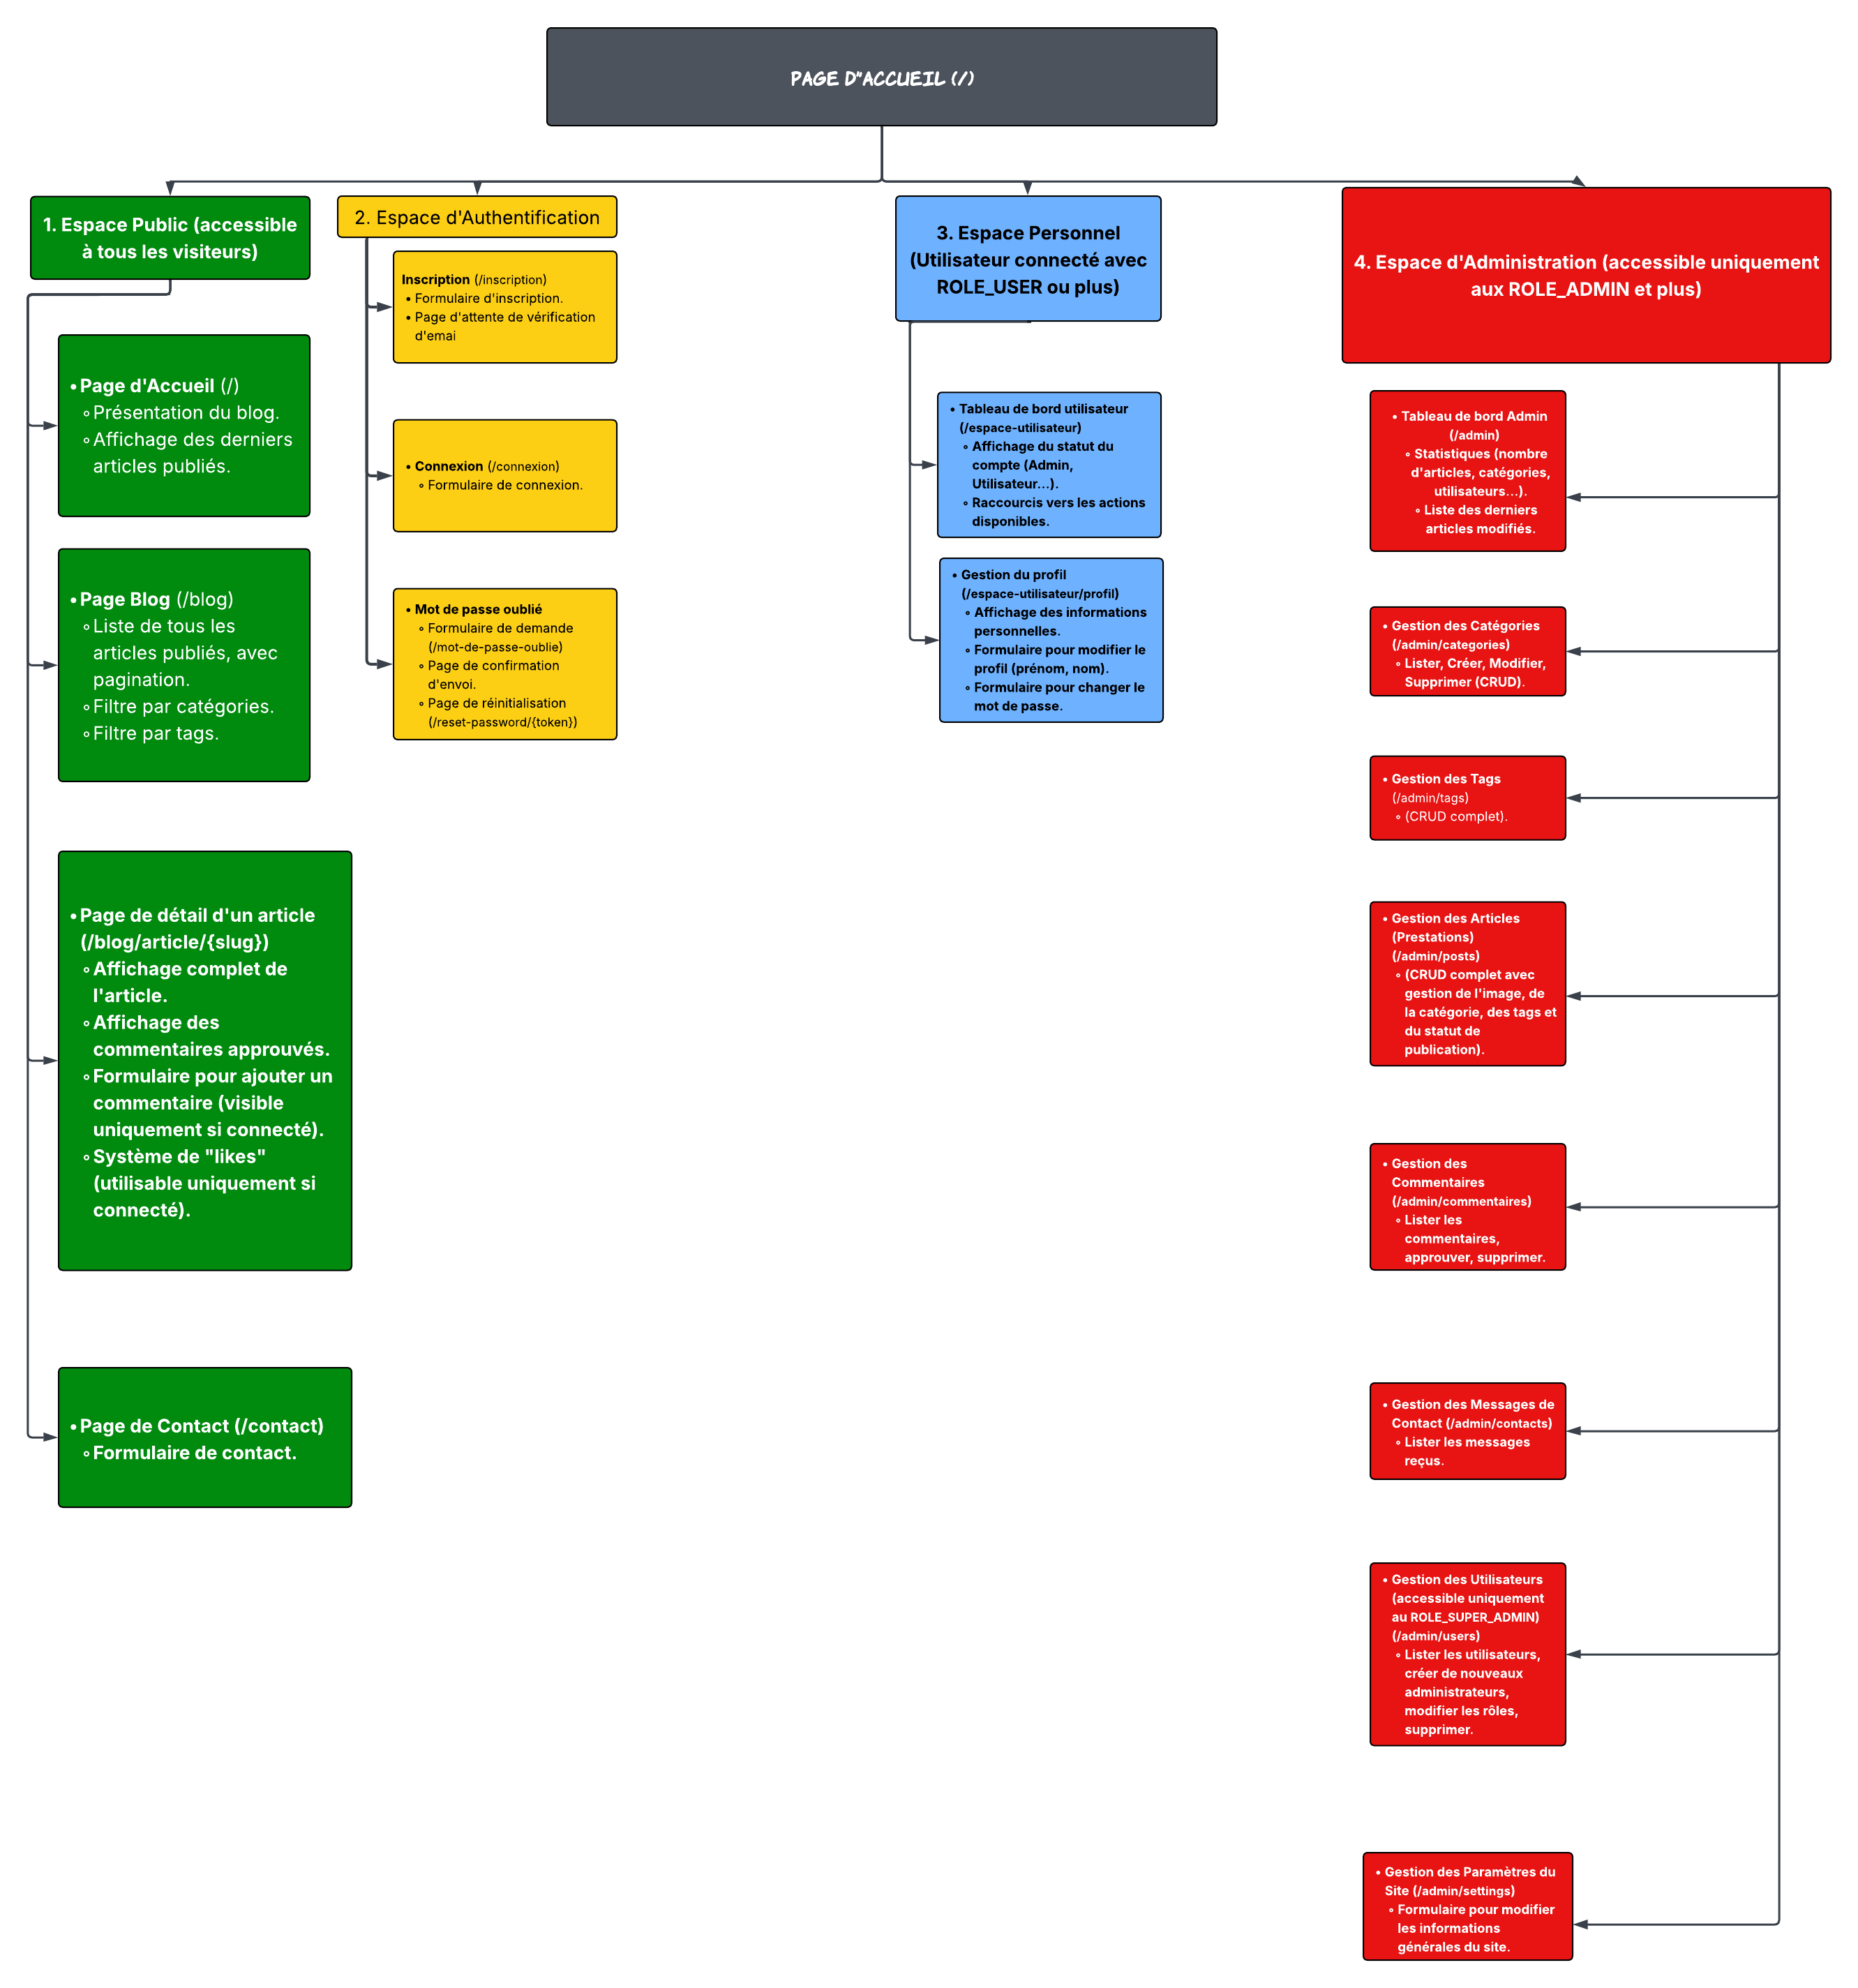 PAGE D"ACCUEIL (/)
1. Espace Public (accessible
à tous les visiteurs)
• Page d'Accueil (/)
◦ Présentation du blog.
◦ Affichage des derniers
articles publiés.
• Page Blog (/blog)
◦ Liste de tous les
articles publiés, avec
pagination.
◦ Filtre par catégories.
◦ Filtre par tags.
• Page de détail d'un article
(/blog/article/{slug})
◦ Affichage complet de
l'article.
◦ Affichage des
commentaires approuvés.
◦ Formulaire pour ajouter un
commentaire (visible
uniquement si connecté).
◦ Système de "likes"
(utilisable uniquement si
connecté).
• Page de Contact (/contact)
◦ Formulaire de contact.
2. Espace d'Authentification
Inscription (/inscription)
• Formulaire d'inscription.
• Page d'attente de vérification
d'emai
• Connexion (/connexion)
◦ Formulaire de connexion.
• Mot de passe oublié
◦ Formulaire de demande
(/mot-de-passe-oublie)
◦ Page de confirmation
d'envoi.
◦ Page de réinitialisation
(/reset-password/{token})
3. Espace Personnel
(Utilisateur connecté avec
ROLE_USER ou plus)
• Tableau de bord utilisateur
(/espace-utilisateur)
◦ Affichage du statut du
compte (Admin,
Utilisateur...).
◦ Raccourcis vers les actions
disponibles.
• Gestion du profil
(/espace-utilisateur/profil)
◦ Affichage des informations
personnelles.
◦ Formulaire pour modifier le
profil (prénom, nom).
◦ Formulaire pour changer le
mot de passe.
4. Espace d'Administration (accessible uniquement
aux ROLE_ADMIN et plus)
• Tableau de bord Admin
(/admin)
◦ Statistiques (nombre
d'articles, catégories,
utilisateurs...).
◦ Liste des derniers
articles modifiés.
• Gestion des Catégories
(/admin/categories)
◦ Lister, Créer, Modifier,
Supprimer (CRUD).
• Gestion des Tags
(/admin/tags)
◦ (CRUD complet).
• Gestion des Articles
(Prestations)
(/admin/posts)
◦ (CRUD complet avec
gestion de l'image, de
la catégorie, des tags et
du statut de
publication).
• Gestion des
Commentaires
(/admin/commentaires)
◦ Lister les
commentaires,
approuver, supprimer.
• Gestion des Messages de
Contact (/admin/contacts)
◦ Lister les messages
reçus.
• Gestion des Utilisateurs
(accessible uniquement
au ROLE_SUPER_ADMIN)
(/admin/users)
◦ Lister les utilisateurs,
créer de nouveaux
administrateurs,
modifier les rôles,
supprimer.
• Gestion des Paramètres du
Site (/admin/settings)
◦ Formulaire pour modifier
les informations
générales du site.